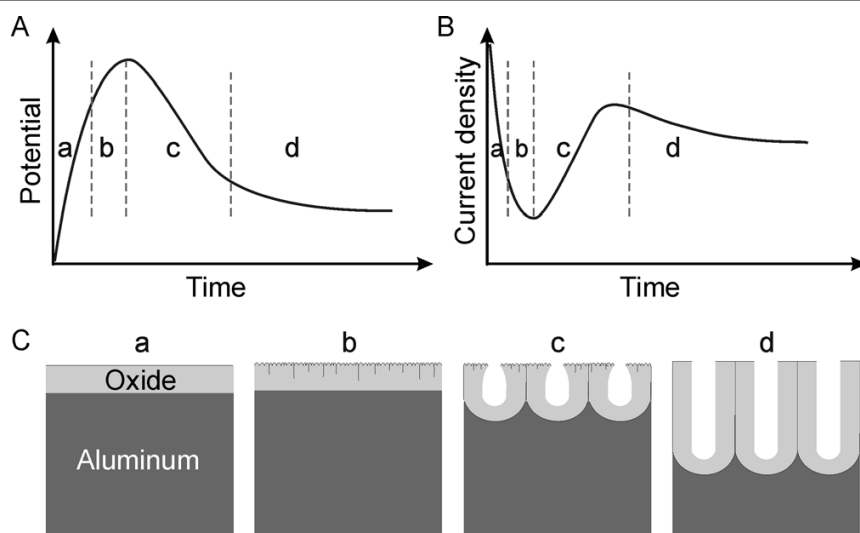 A
B
Potential
a
b
c
d
Time
Current density
a
b
c
d
Time
C
a
b
c
d
Oxide
Aluminum